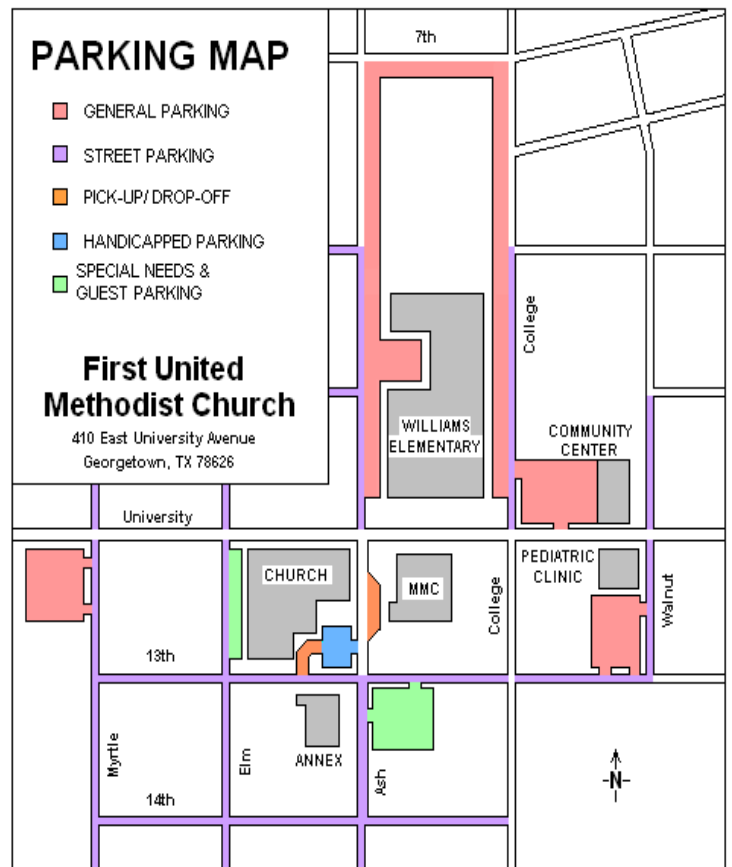 PARKING MAP
GENERAL PARKING
STREET PARKING
PICK-UP/ DROP-OFF
HANDICAPPED PARKING
SPECIAL NEEDS &
GUEST PARKING
First United
Methodist Church
410 East University Avenue
Georgetown, TX 78626
7th
College
WILLIAMS
ELEMENTARY
COMMUNITY
CENTER
University
CHURCH
MMC
College
PEDIATRIC
CLINIC
Walnut
13th
Myrtle
Elm
ANNEX
Ash
14th
N